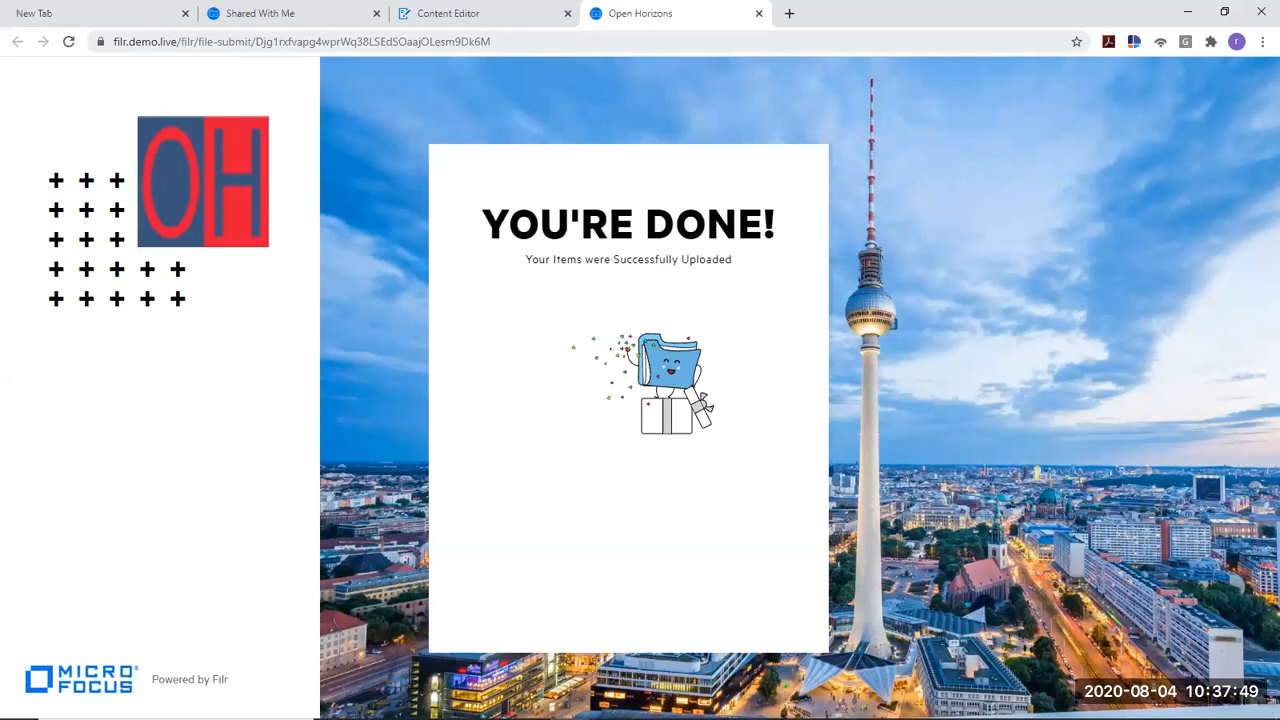 New Tab
Shared With Me
Content Editor
Open Horizons
filr.demo.live/filr/file-submit/Djg1rxfvapg4wprWq38LSEdSOaajOLesm9Dk6M
G
r
OH
YOU'RE DONE!
Your Items were Successfully Uploaded
MICRO
FOCUS
Powered by Filr
2020-08-04 10:37:49